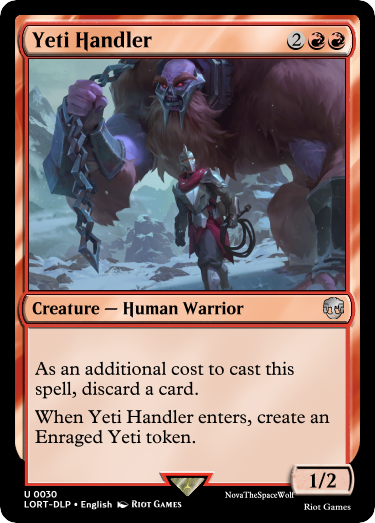 Yeti Handler 2
Creature — Human Warrior
As an additional cost to cast this
spell, discard a card.
When Yeti Handler enters, create an
Enraged Yeti token.
1/2
U 0030
LORT-DLP • English RIOT GAMES
NovaTheSpaceWolf
Riot Games